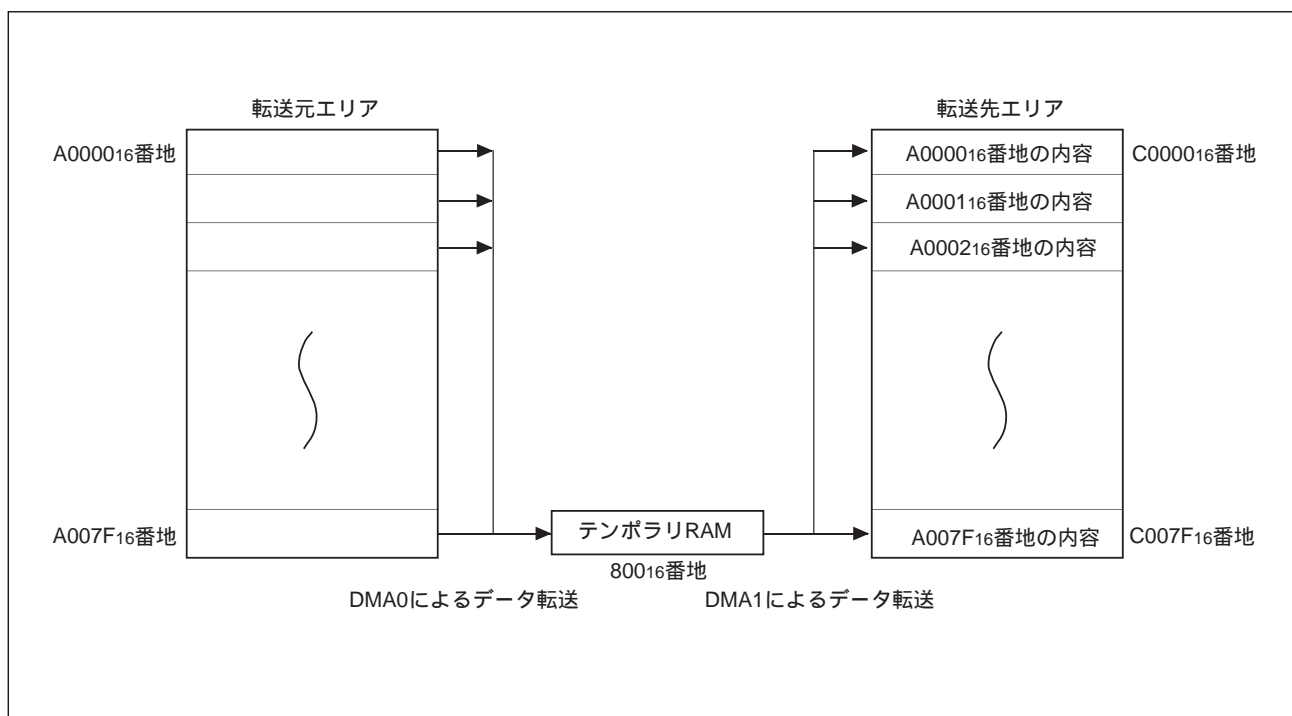 転送元エリア
転送先エリア
A000016番地
A000016番地の内容
C000016番地
A000116番地の内容
A000216番地の内容
A007F16番地
テンポラリRAM
A007F16番地の内容
C007F16番地
80016番地
DMA0によるデータ転送
DMA1によるデータ転送